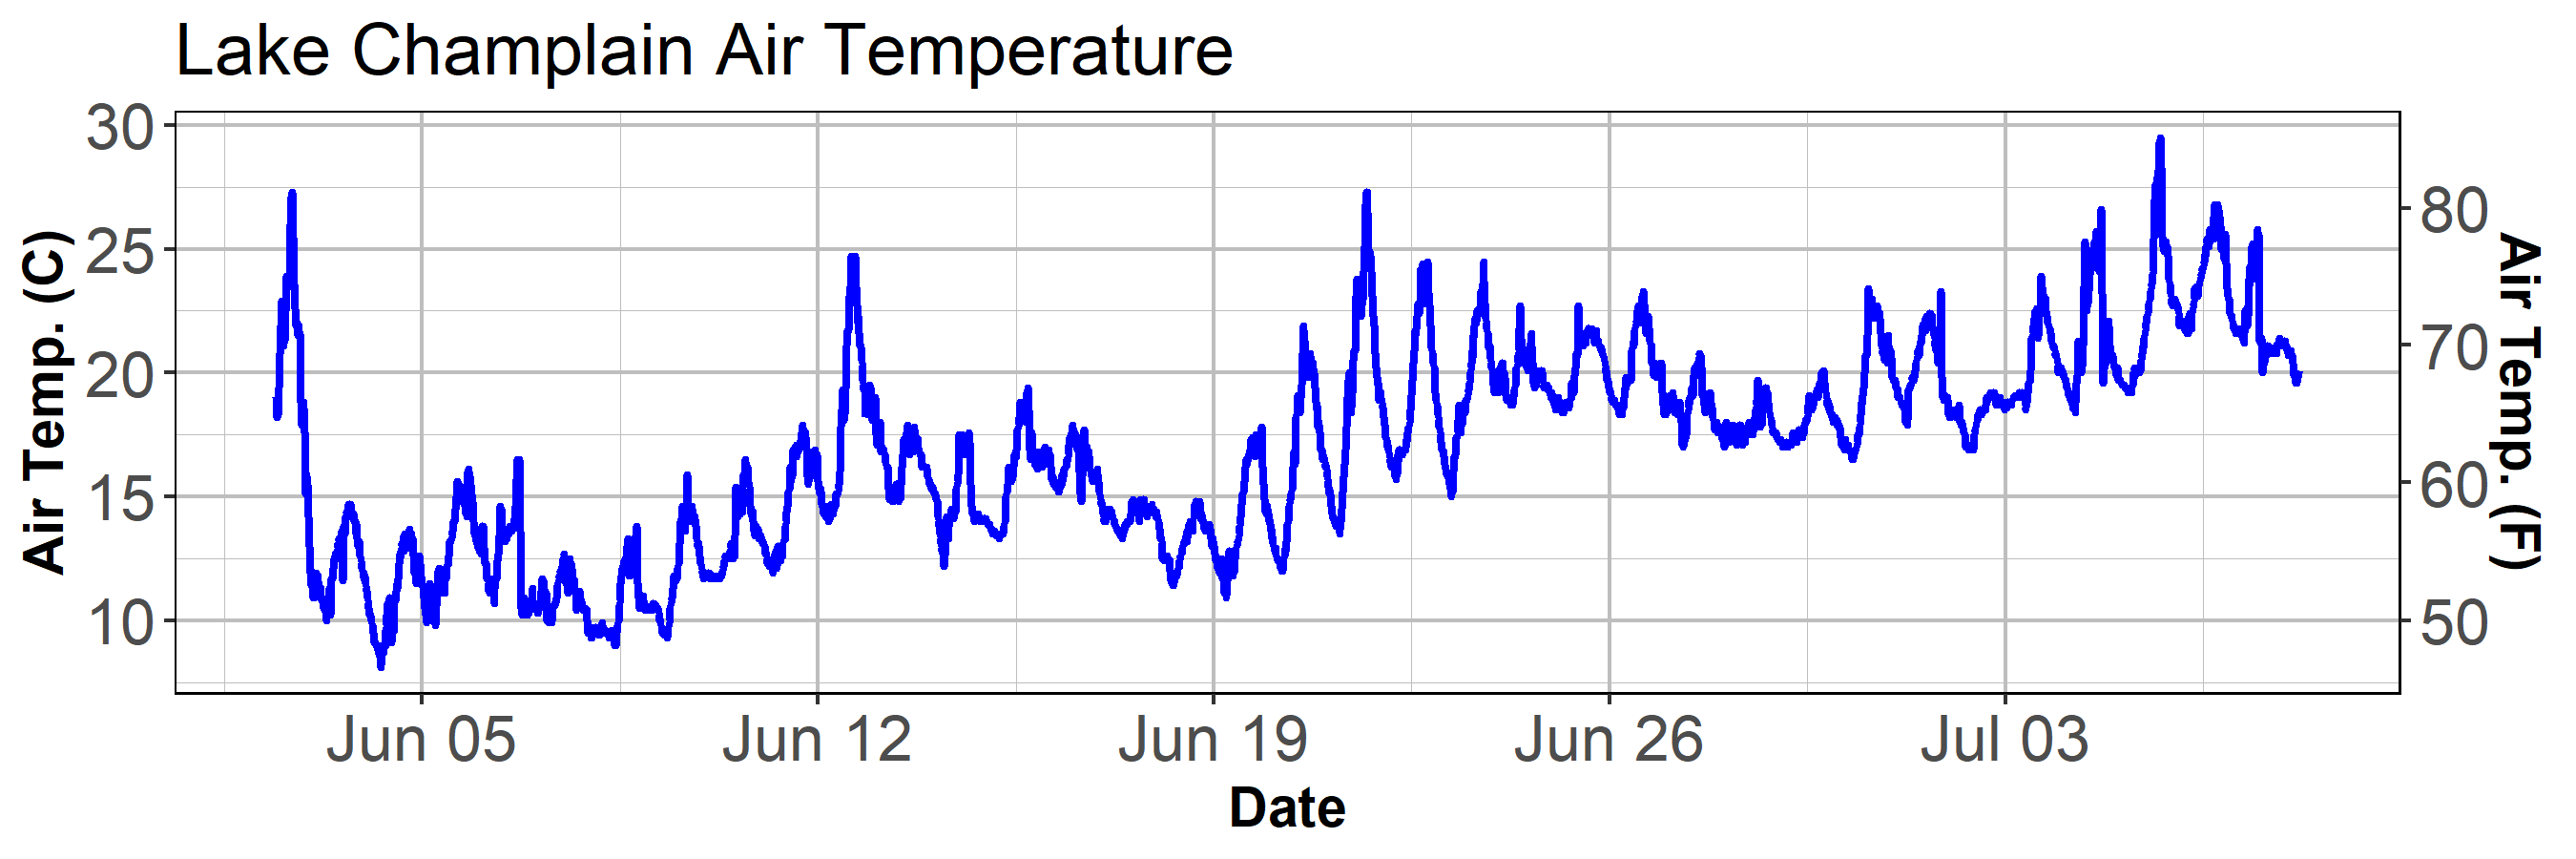 Lake Champlain Air Temperature
30
25
20
15
10
Air Temp. (C)
80
70
60
50
Air Temp. (F)
Jun 05
Jun 12
Jun 19
Jun 26
Jul 03
Date